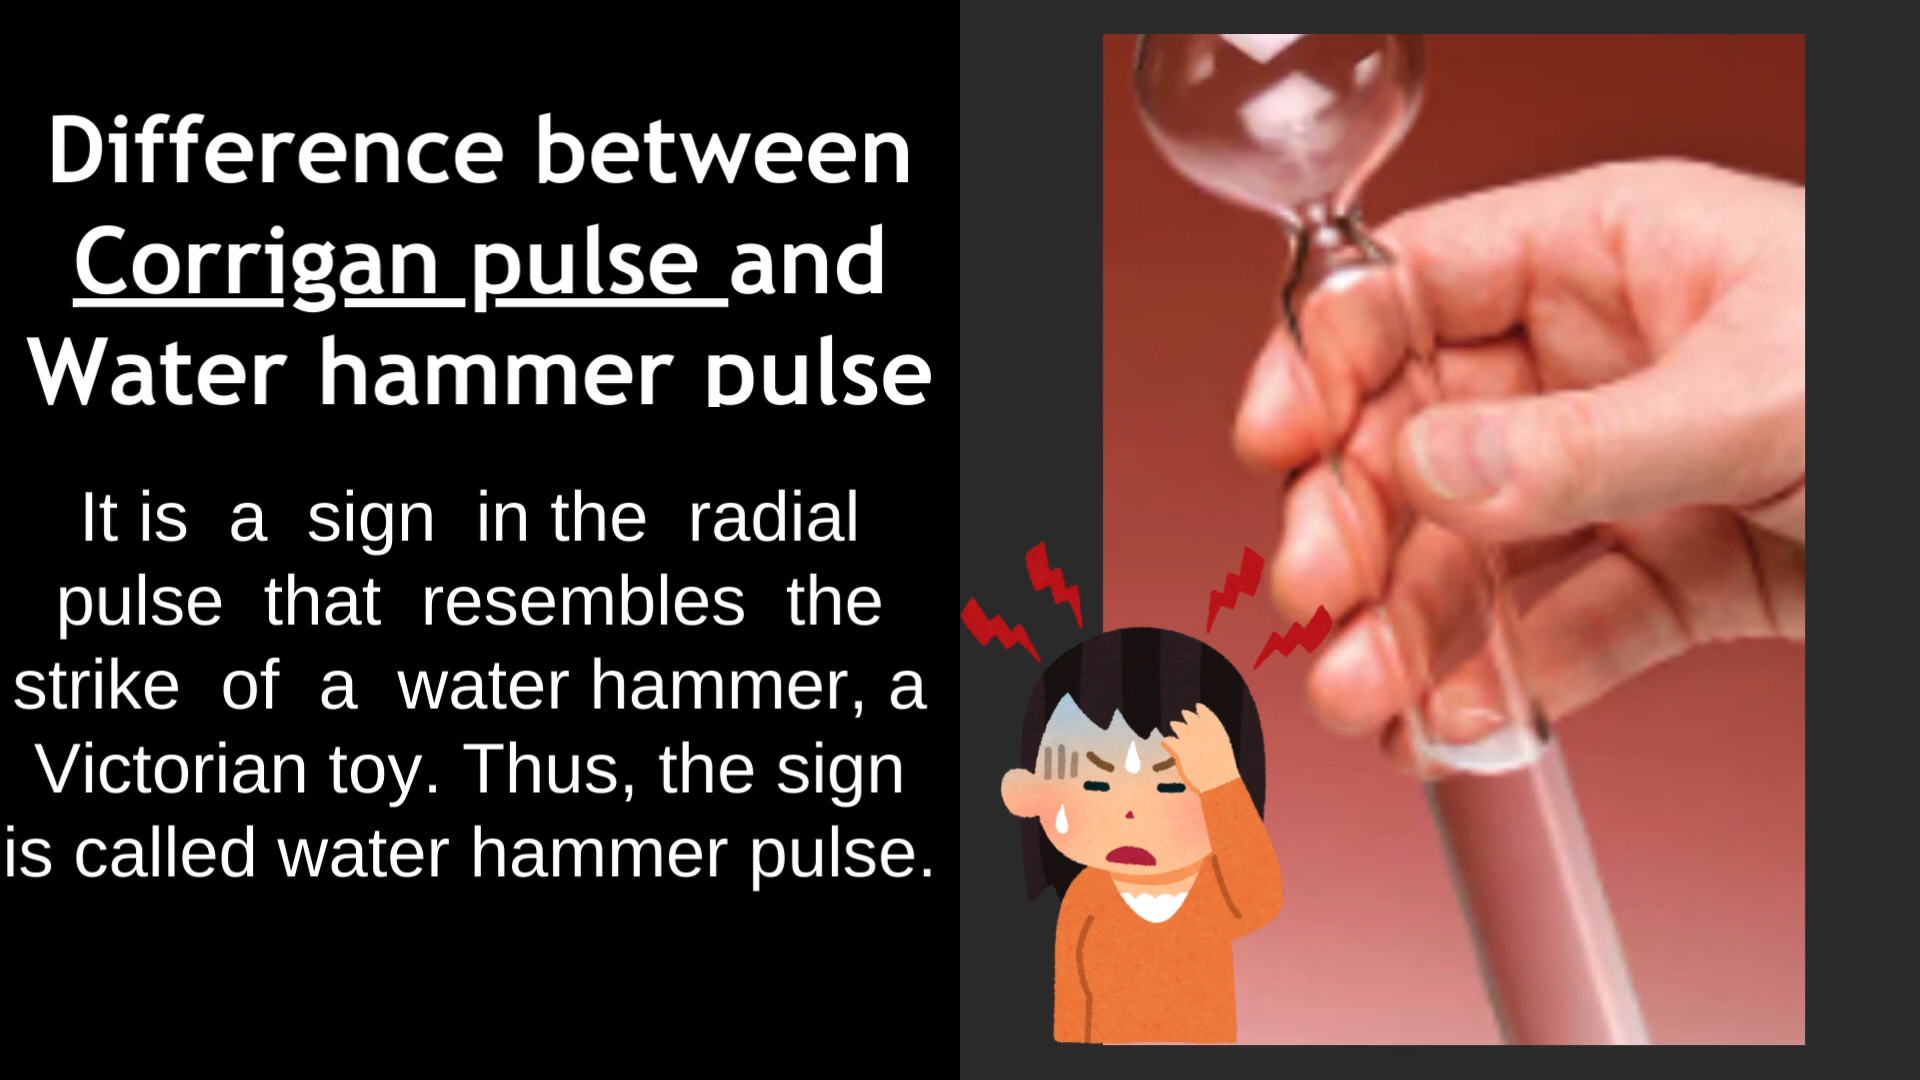 Difference between
Corrigan pulse and
Water hammer pulse
It is a sign in the radial
pulse that resembles the
strike of a water hammer, a
Victorian toy. Thus, the sign
is called water hammer pulse.